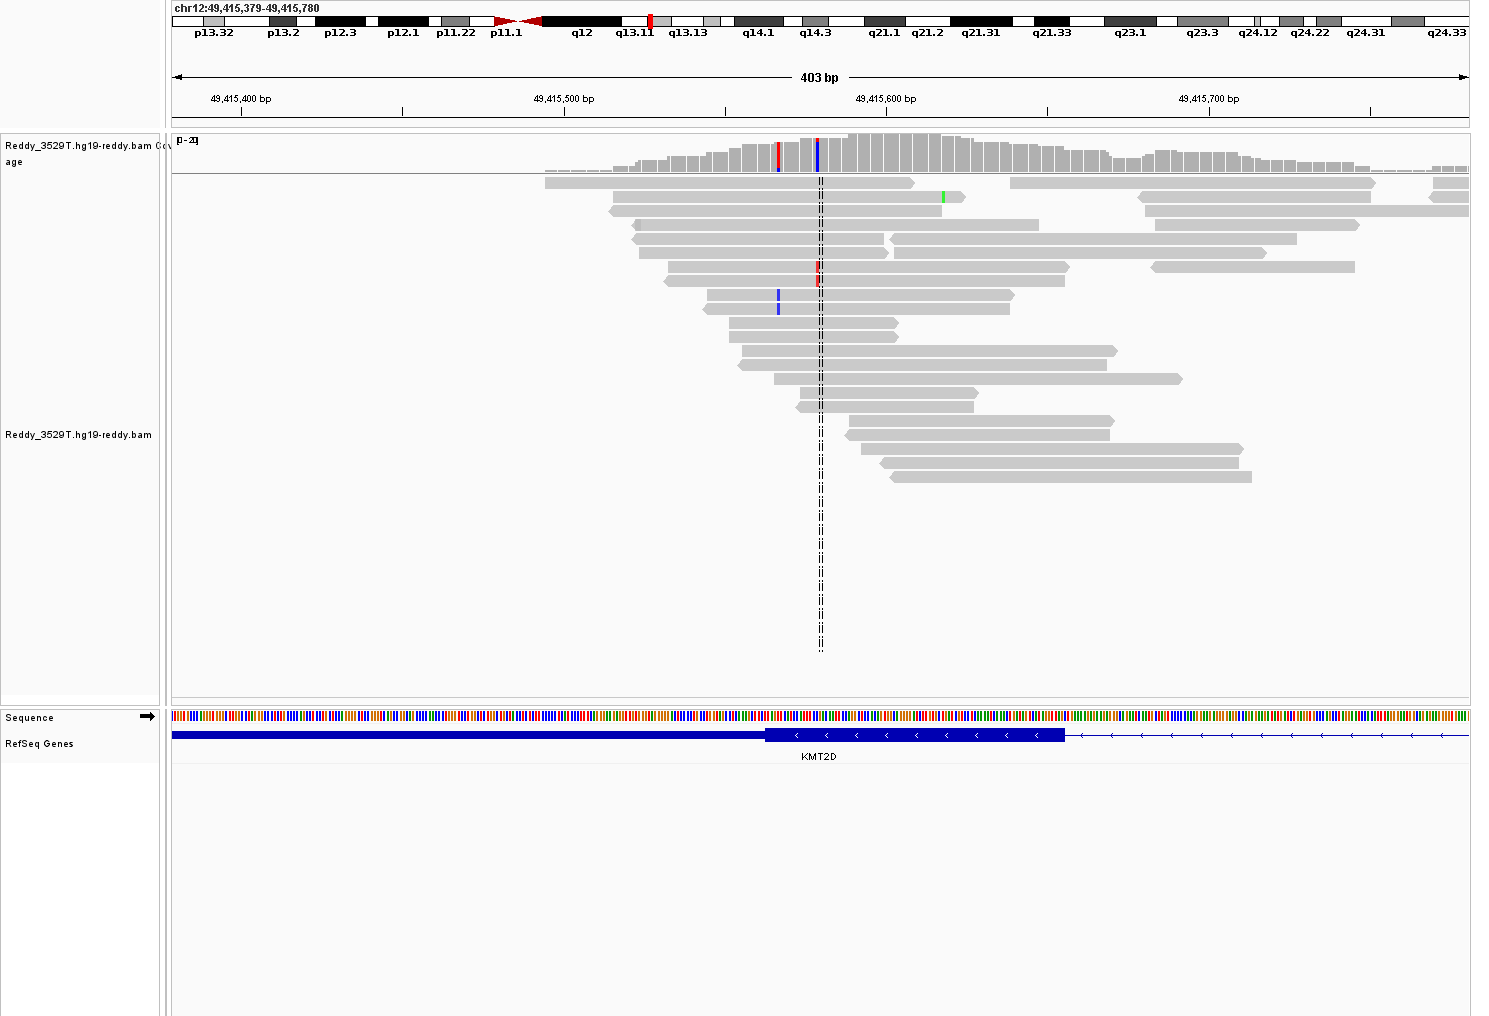 chr12:49,415,379-49,415,780
p13.32 p13.2 p12.3 p12.1 p11.22 p11.1 q12 q13.11 q13.13 q14.1 q14.3 q21.1 q21.2 q21.31 q21.33 q23.1 q23.3 q24.12 q24.22 q24.31 q24.33
403 bp
49,415,400 bp 49,415,500 bp 49,415,600 bp 49,415,700 bp
Reddy_3529T.hg19-reddy.bam Cov
age
[0 - 20]
Reddy_3529T.hg19-reddy.bam
Sequence
RefSeq Genes
KMT2D